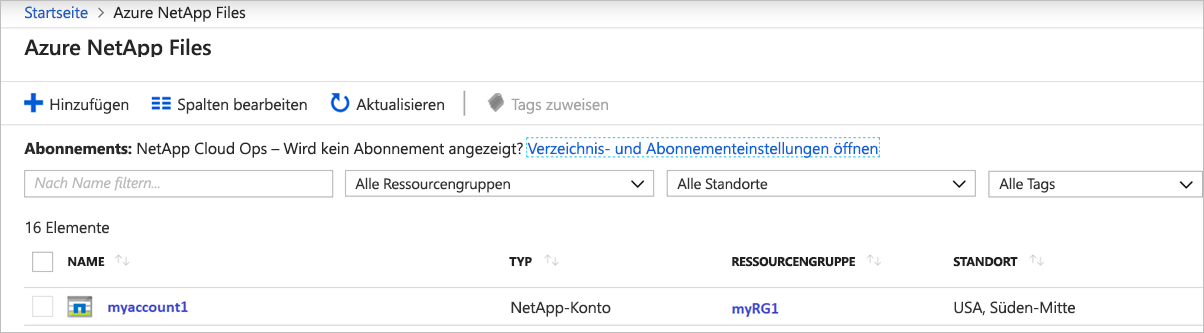 Startseite > Azure NetApp Files
Azure NetApp Files
Hinzufügen Spalten bearbeiten Aktualisieren Tags zuweisen
Abonnements: NetApp Cloud Ops – Wird kein Abonnement angezeigt? Verzeichnis- und Abonnementeinstellungen öffnen
Nach Name filtern... Alle Ressourcengruppen Alle Standorte Alle Tags
16 Elemente
NAME TYP RESSOURCENGRUPPE STANDORT
myaccount1 NetApp-Konto myRG1 USA, Süden-Mitte